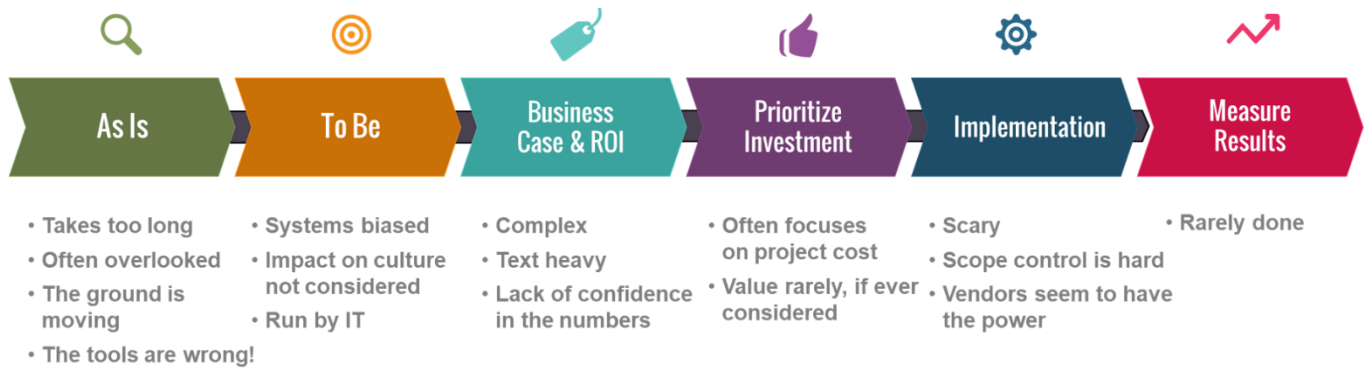 As Is
To Be
Business
Case & ROI
Prioritize
Investment
Implementation
Measure
Results
• Takes too long
• Often overlooked
• The ground is
moving
• The tools are wrong!
• Systems biased
• Impact on culture
not considered
• Run by IT
• Complex
• Text heavy
• Lack of confidence
in the numbers
• Often focuses
on project cost
• Value rarely, if ever
considered
• Scary
• Scope control is hard
• Vendors seem to have
the power
• Rarely done